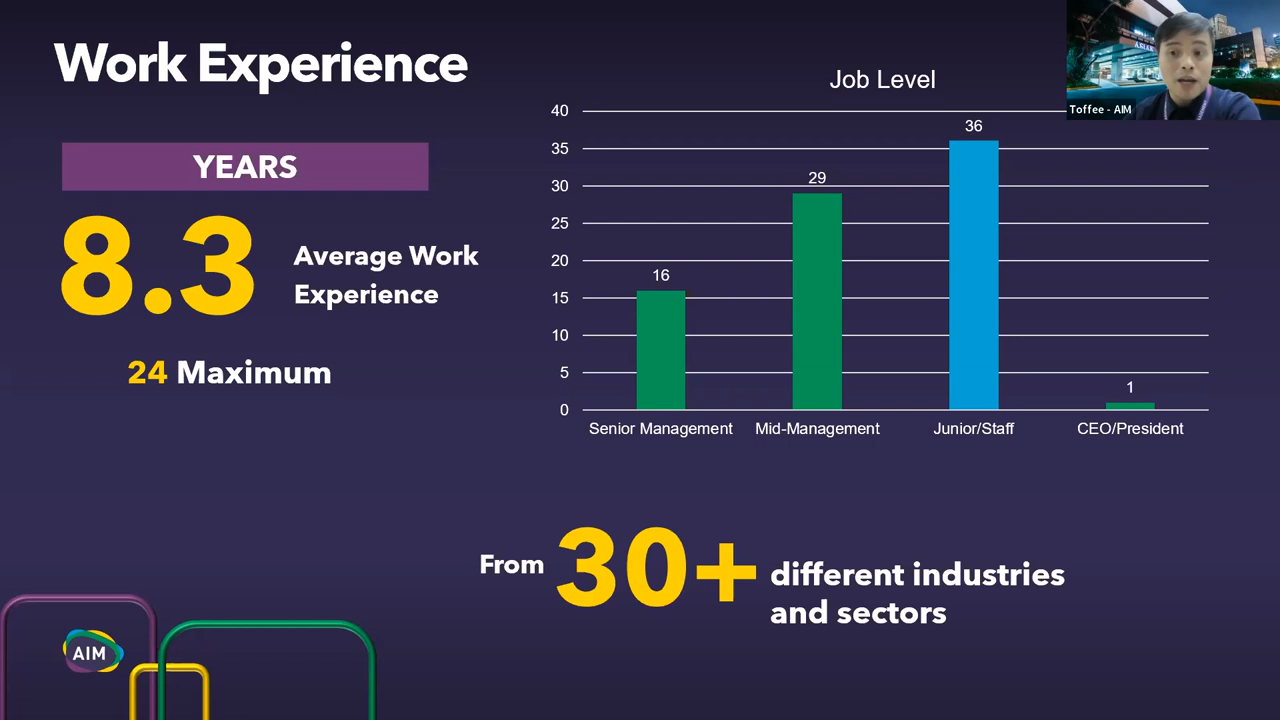 Work Experience
YEARS
8.3
Average Work
Experience
24 Maximum
Job Level
40
35
30
25
20
15
10
5
0
16
29
36
1
Senior Management
Mid-Management
Junior/Staff
CEO/President
From 30+ different industries
and sectors
AIM
Toffee - AIM